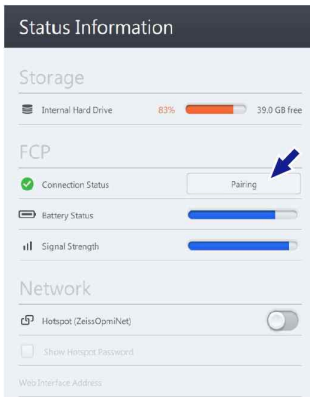 Status Information
Storage
Internal Hard Drive 83% 39.0 GB free
FCP
Connection Status Pairing
Battery Status
Signal Strength
Network
Hotspot (ZeissOpmiNet)
Show Hotspot Password
Web Interface Address